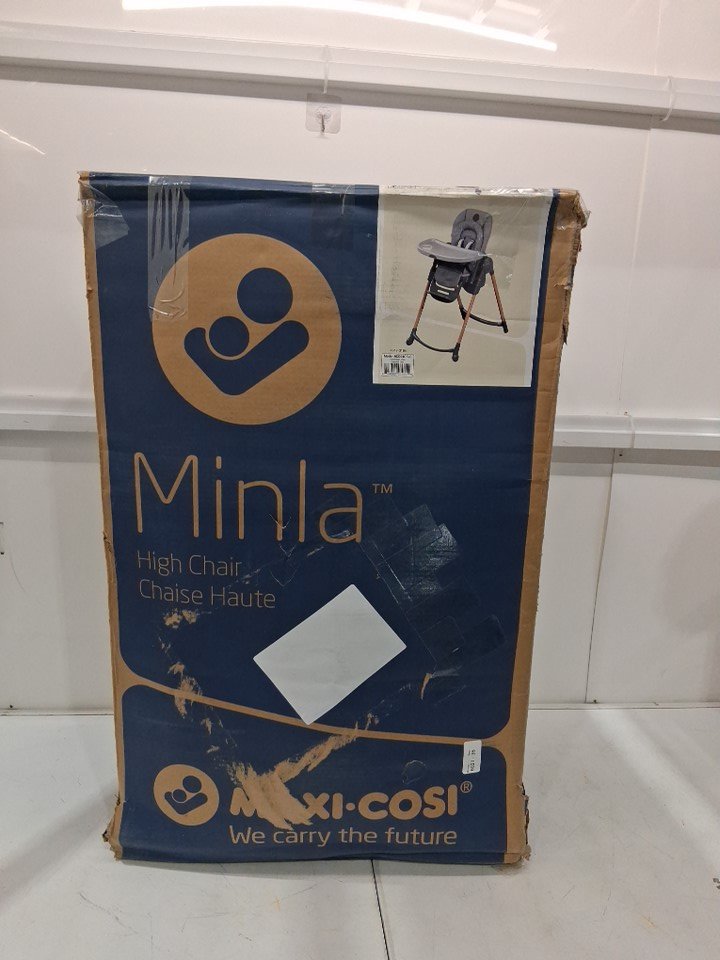 Minla™
High Chair
Chaise Haute
MAXI·COSI®
We carry the future